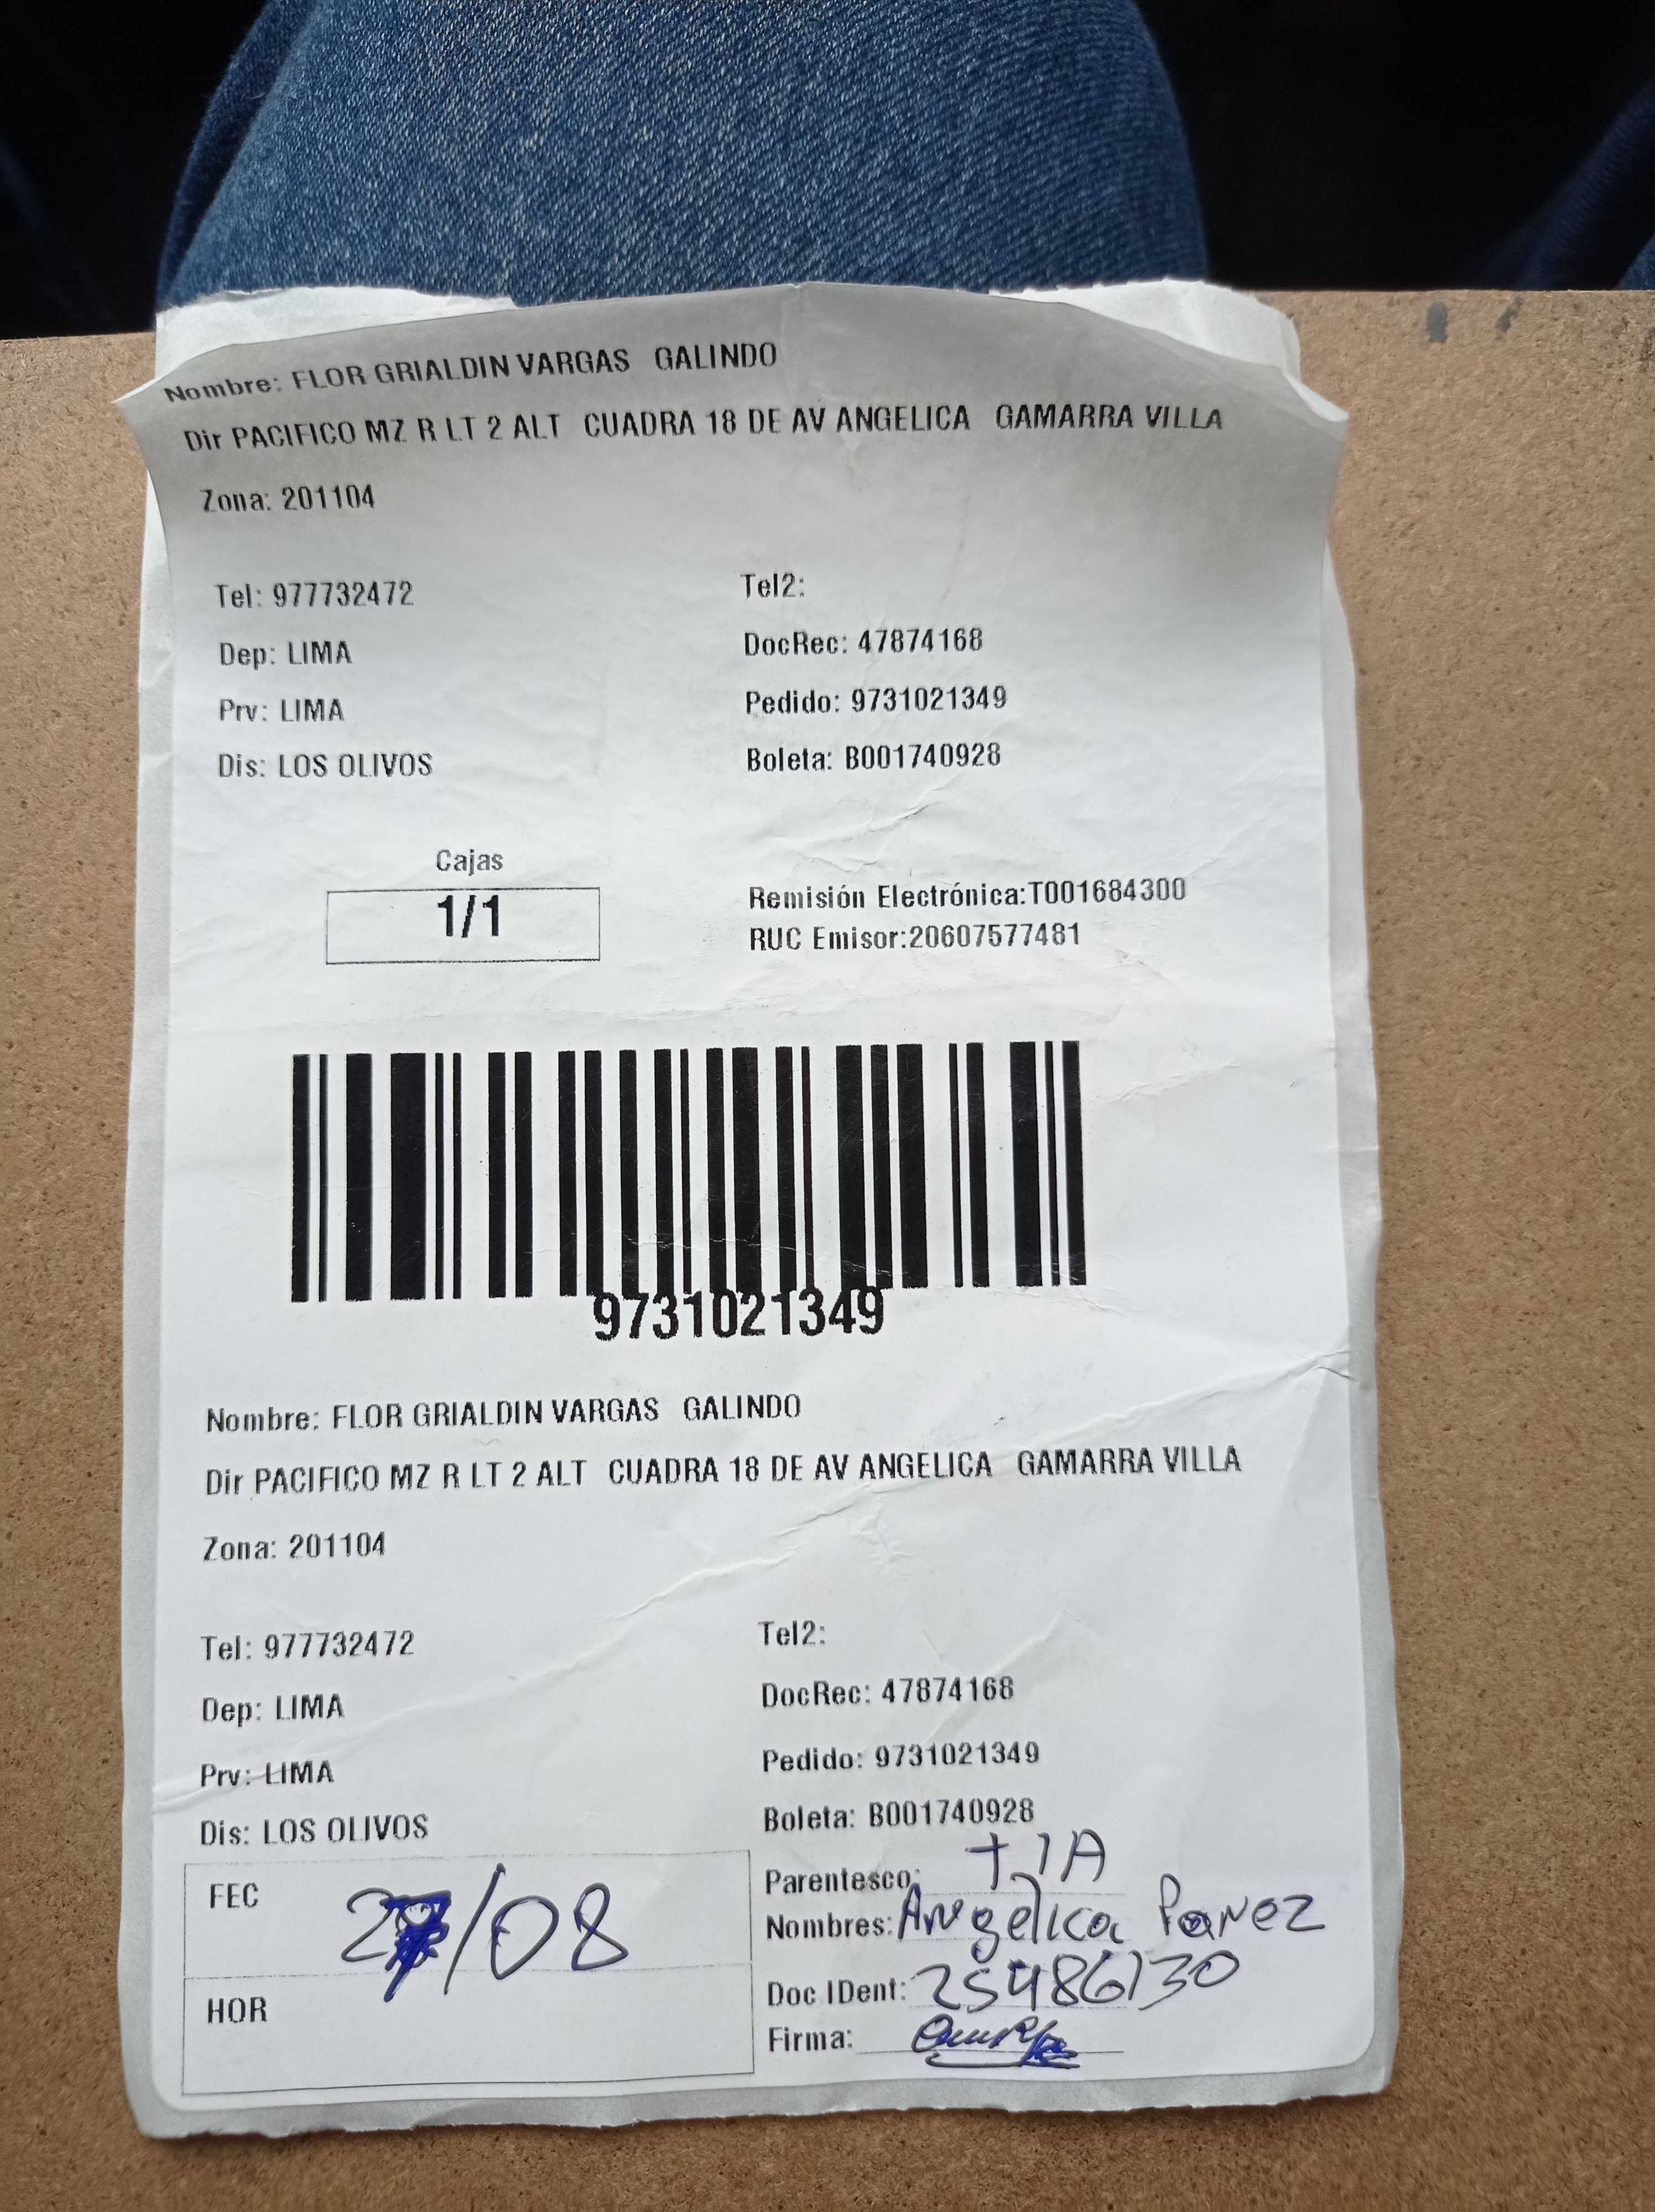 Nombre: FLOR GRIALDIN VARGAS GALINDO
Dir PACIFICO MZ R LT 2 ALT CUADRA 18 DE AV ANGELICA GAMARRA VILLA
Zona: 201104
Tel: 977732472 Tel2:
Dep: LIMA DocRec: 47874168
Prv: LIMA Pedido: 9731021349
Dis: LOS OLIVOS Boleta: B001740928
Cajas
1/1
Remisión Electrónica:T001684300
RUC Emisor:20607577481
9731021349
Nombre: FLOR GRIALDIN VARGAS GALINDO
Dir PACIFICO MZ R LT 2 ALT CUADRA 18 DE AV ANGELICA GAMARRA VILLA
Zona: 201104
Tel: 977732472 Tel2:
Dep: LIMA DocRec: 47874168
Prv: LIMA Pedido: 9731021349
Dis: LOS OLIVOS Boleta: B001740928
FEC /08
HOR
Parentesco: TIA
Nombres: Angelica Panez
Doc IDent: 25486130
Firma: